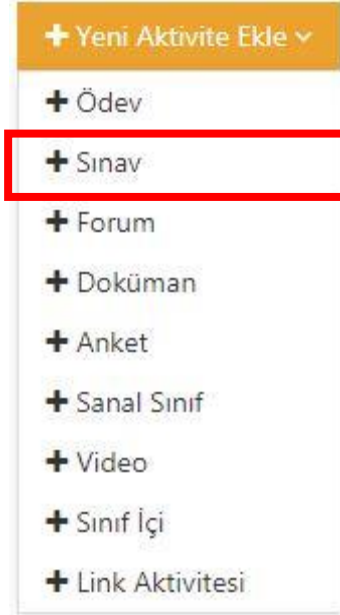 + Yeni Aktivite Ekle
+ Ödev
+ Sınav
+ Forum
+ Doküman
+ Anket
+ Sanal Sınıf
+ Video
+ Sınıf İçi
+ Link Aktivitesi